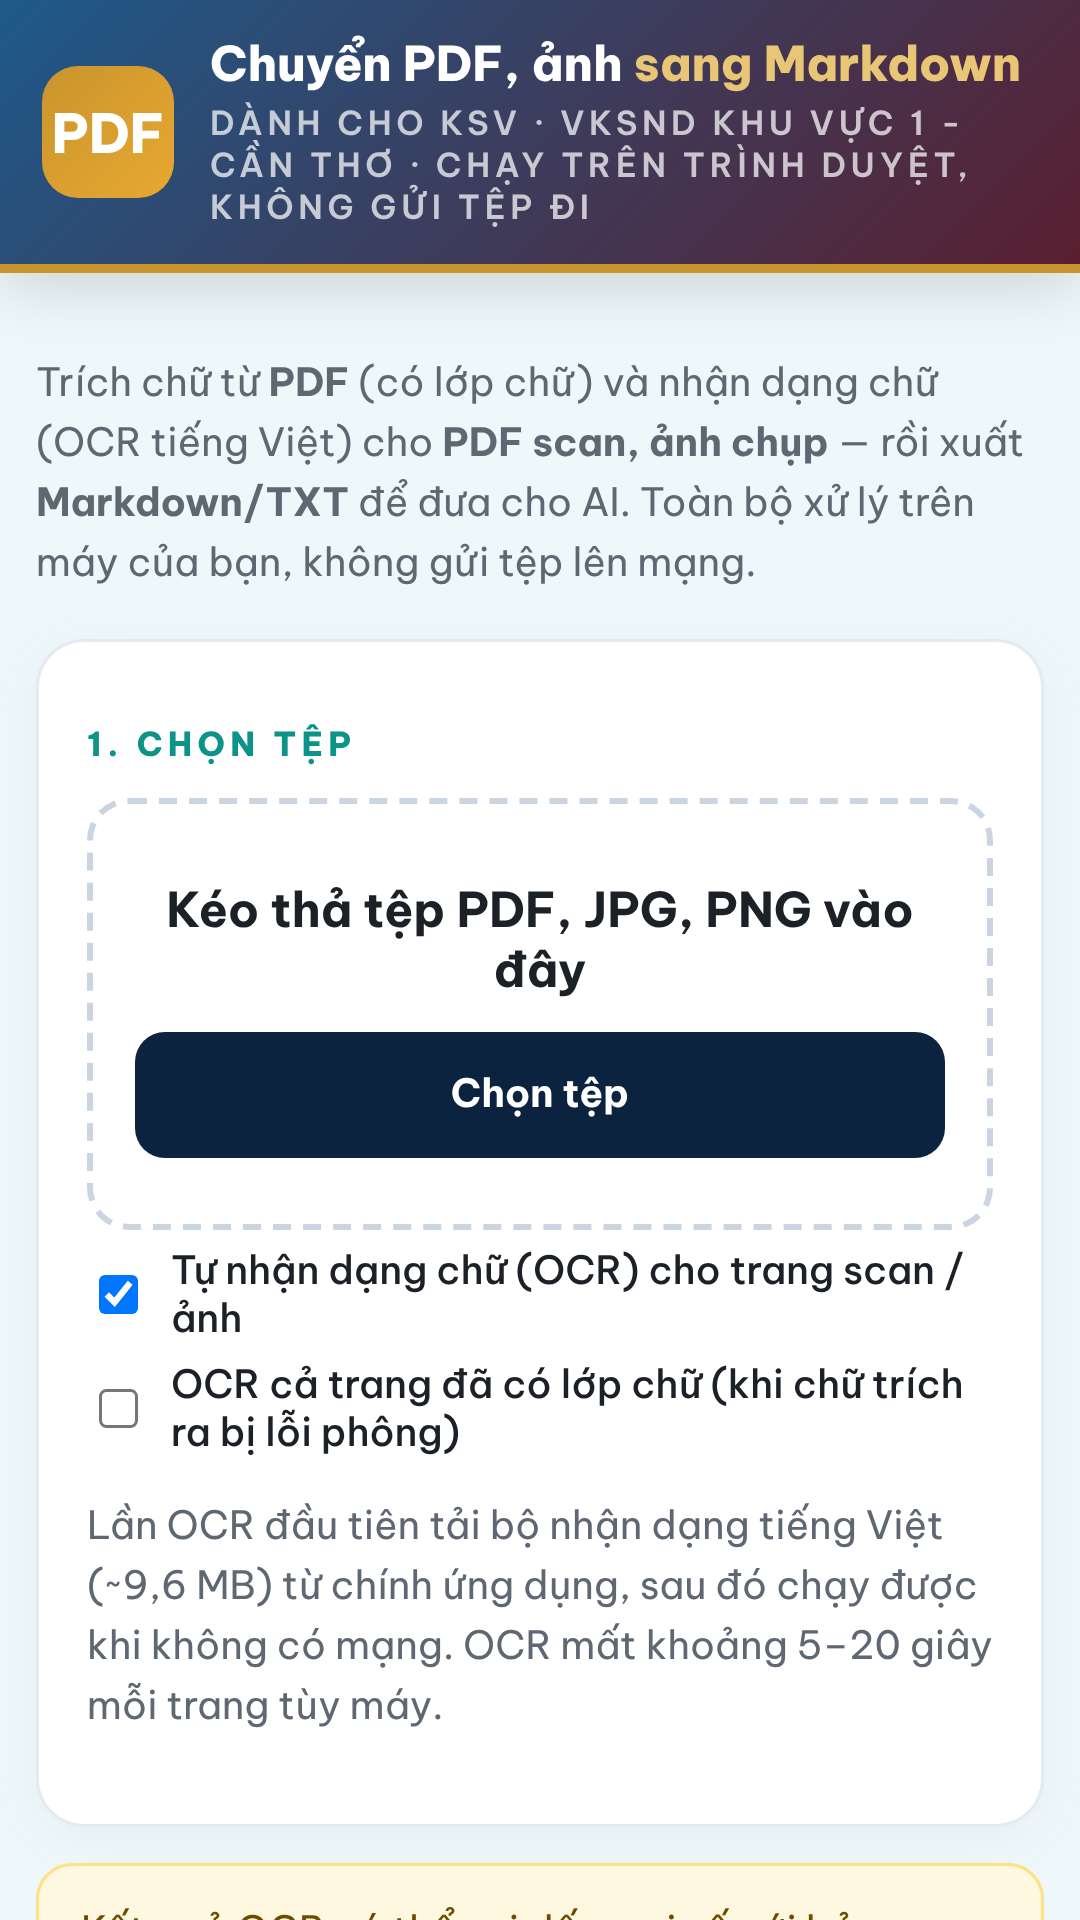 PDF
Chuyển PDF, ảnh sang Markdown
DÀNH CHO KSV · VKSND KHU VỰC 1 -
CẦN THƠ · CHẠY TRÊN TRÌNH DUYỆT,
KHÔNG GỬI TỆP ĐI
Trích chữ từ PDF (có lớp chữ) và nhận dạng chữ
(OCR tiếng Việt) cho PDF scan, ảnh chụp — rồi xuất
Markdown/TXT để đưa cho AI. Toàn bộ xử lý trên
máy của bạn, không gửi tệp lên mạng.
1. CHỌN TỆP
Kéo thả tệp PDF, JPG, PNG vào
đây
Chọn tệp
Tự nhận dạng chữ (OCR) cho trang scan /
ảnh
OCR cả trang đã có lớp chữ (khi chữ trích
ra bị lỗi phông)
Lần OCR đầu tiên tải bộ nhận dạng tiếng Việt
(~9,6 MB) từ chính ứng dụng, sau đó chạy được
khi không có mạng. OCR mất khoảng 5–20 giây
mỗi trang tùy máy.